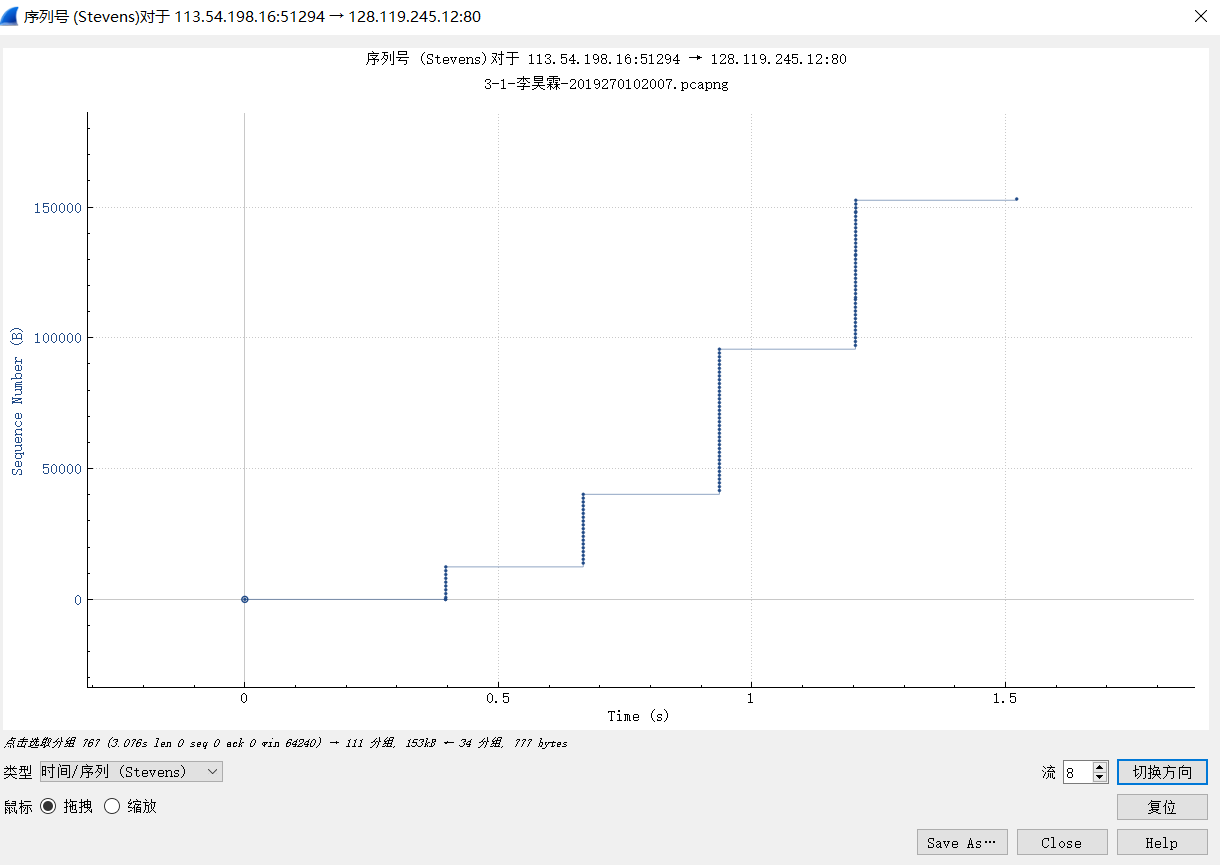 序列号 (Stevens)对于 113.54.198.16:51294 → 128.119.245.12:80
序列号 (Stevens)对于 113.54.198.16:51294 → 128.119.245.12:80
3-1-李昊霖-2019270102007.pcapng
150000
100000
50000
0
Sequence Number (B)
0 0.5 1 1.5
Time (s)
点击选取分组 767 (3.076s len 0 seq 0 ack 0 win 64240) → 111 分组, 153kB ← 34 分组, 777 bytes
类型 时间/序列 (Stevens) 流 8 切换方向
鼠标 拖拽 缩放 复位
Save As… Close Help